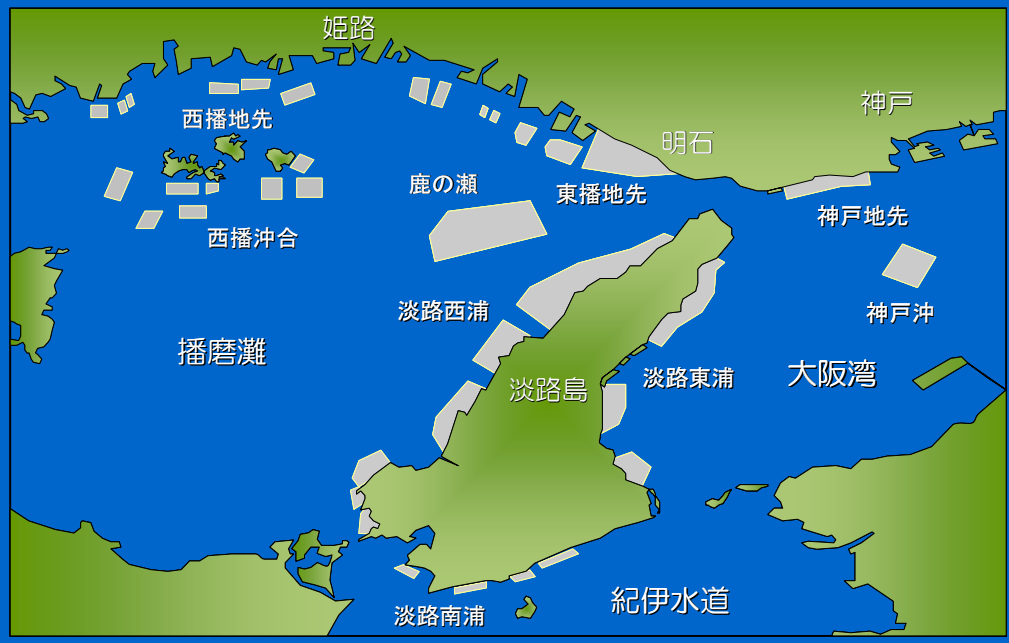 姫路
神戸
西播地先
明石
鹿の瀬
東播地先
神戸地先
西播沖合
淡路西浦
神戸沖
播磨灘
大阪湾
淡路東浦
淡路島
紀伊水道
淡路南浦